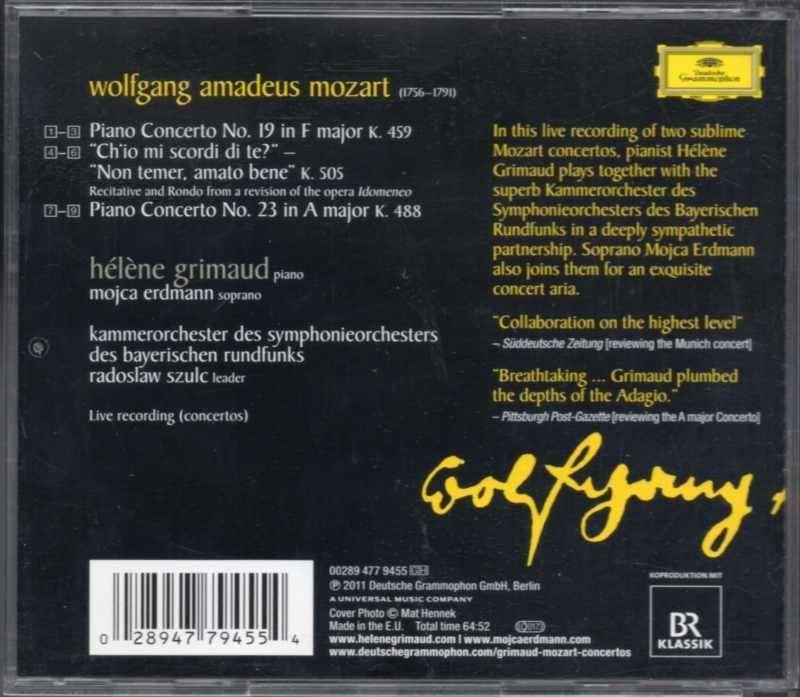 wolfgang amadeus mozart (1756–1791)
1–3 Piano Concerto No. 19 in F major K. 459
4–6 "Ch'io mi scordi di te?" –
"Non temer, amato bene" K. 505
Recitative and Rondo from a revision of the opera Idomeneo
7–9 Piano Concerto No. 23 in A major K. 488
hélène grimaud piano
mojca erdmann soprano
kammerorchester des symphonieorchesters
des bayerischen rundfunks
radoslaw szulc leader
Live recording (concertos)
Deutsche
Grammophon
In this live recording of two sublime
Mozart concertos, pianist Hélène
Grimaud plays together with the
superb Kammerorchester des
Symphonieorchesters des Bayerischen
Rundfunks in a deeply sympathetic
partnership. Soprano Mojca Erdmann
also joins them for an exquisite
concert aria.
"Collaboration on the highest level"
– Süddeutsche Zeitung [reviewing the Munich concert]
"Breathtaking ... Grimaud plumbed
the depths of the Adagio."
– Pittsburgh Post-Gazette [reviewing the A major Concerto]
Wolfgang
0 28947 79455 4
00289 477 9455 GH
℗ 2011 Deutsche Grammophon GmbH, Berlin
A UNIVERSAL MUSIC COMPANY
Cover Photo © Mat Hennek
Made in the E.U. Total time 64:52
www.helenegrimaud.com | www.mojcaerdmann.com
www.deutschegrammophon.com/grimaud-mozart-concertos
KOPRODUKTION MIT
BR
KLASSIK